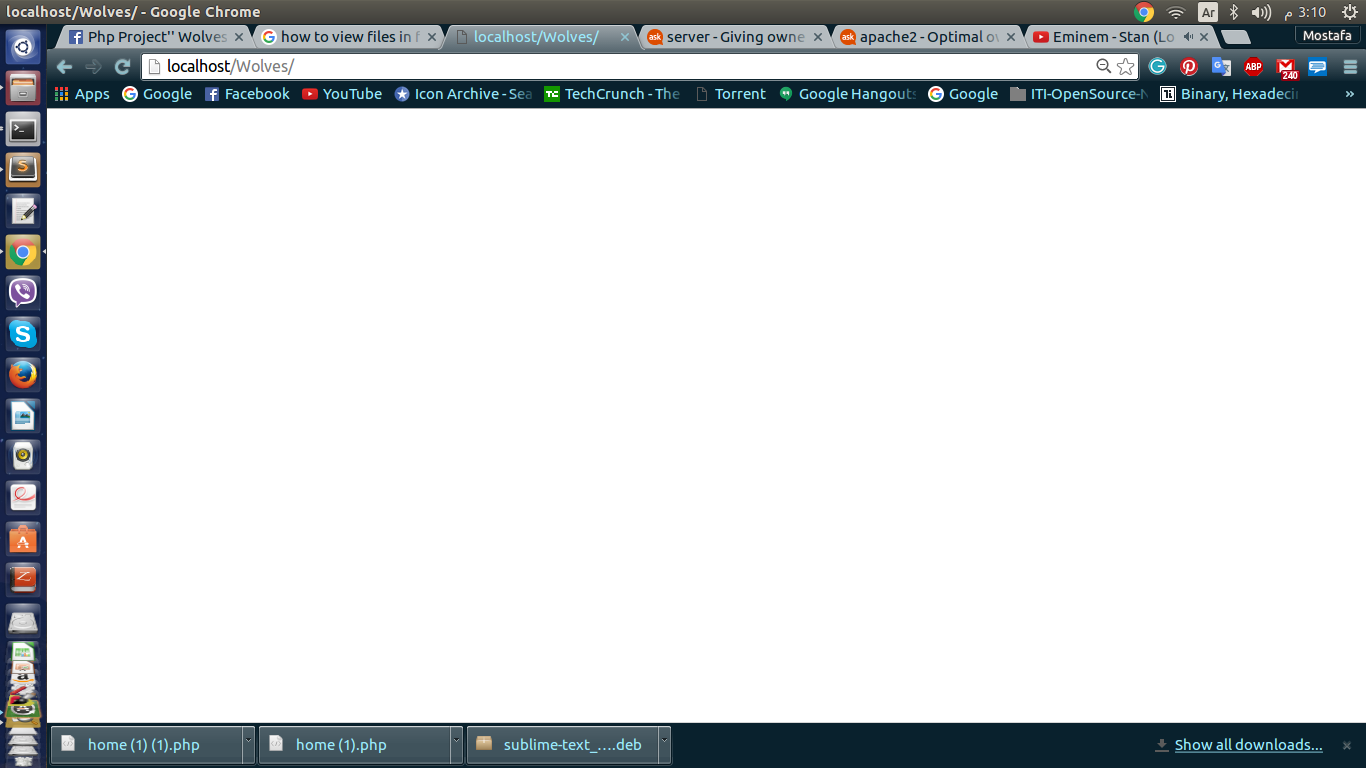 localhost/Wolves/ - Google Chrome
Ar
3:10 م
Php Project'' Wolves
how to view files in f
localhost/Wolves/
server - Giving owne
apache2 - Optimal ow
Eminem - Stan (Lo
Mostafa
localhost/Wolves/
ABP
240
Apps
Google
Facebook
YouTube
Icon Archive - Sea
TechCrunch - The
Torrent
Google Hangouts
Google
ITI-OpenSource-N
Binary, Hexadecin
»
home (1) (1).php
home (1).php
sublime-text_....deb
Show all downloads...